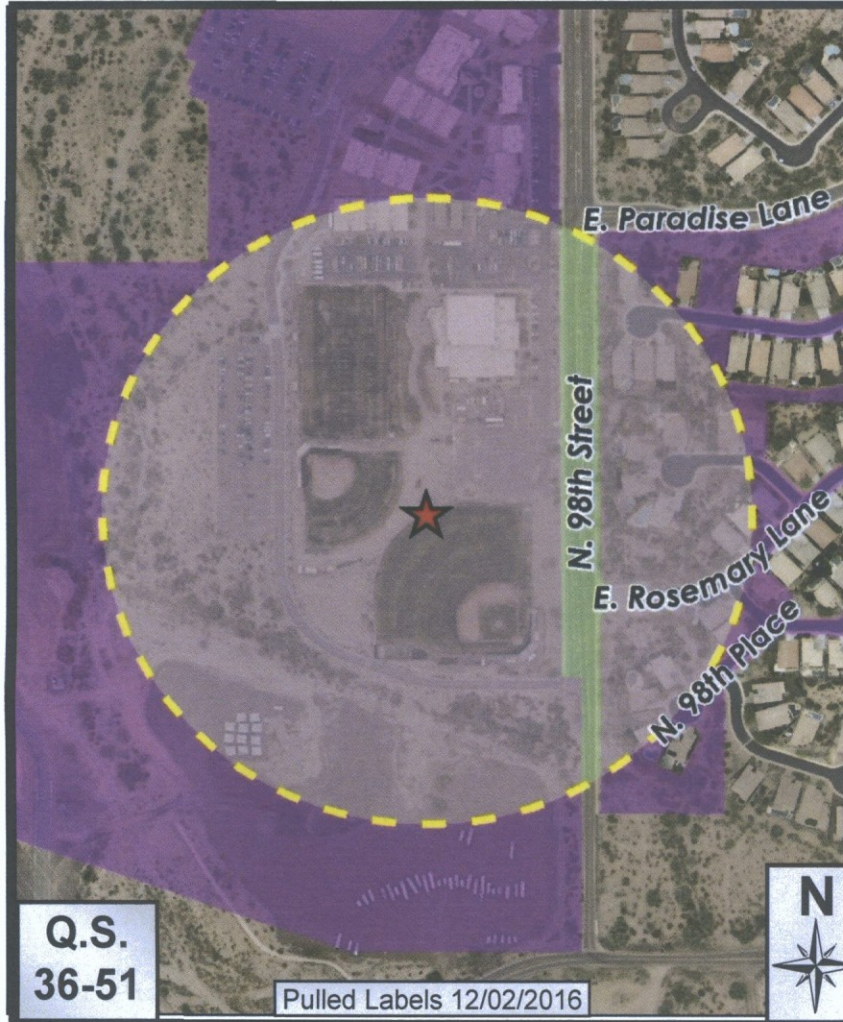 E. Paradise Lane
N. 98th Street
E. Rosemary Lane
N. 98th Place
Q.S.
36-51
Pulled Labels 12/02/2016
N